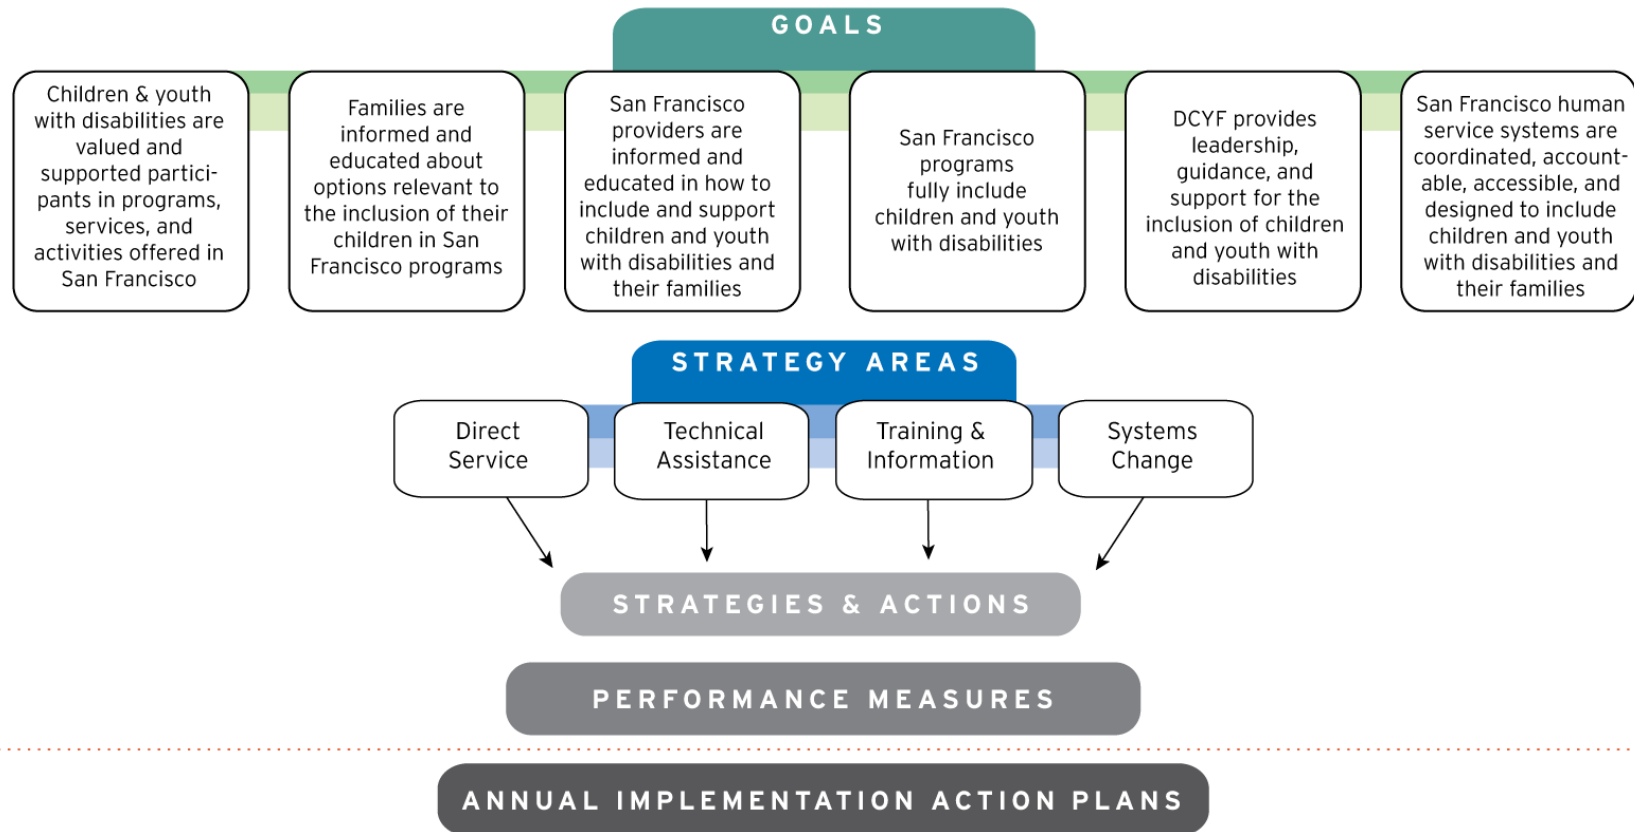 GOALS
Children & youth
with disabilities are
valued and
supported partici-
pants in programs,
services, and
activities offered in
San Francisco
Families are
informed and
educated about
options relevant to
the inclusion of their
children in San
Francisco programs
San Francisco
providers are
informed and
educated in how to
include and support
children and youth
with disabilities and
their families
San Francisco
programs
fully include
children and youth
with disabilities
DCYF provides
leadership,
guidance, and
support for the
inclusion of children
and youth with
disabilities
San Francisco human
service systems are
coordinated, account-
able, accessible, and
designed to include
children and youth
with disabilities and
their families
STRATEGY AREAS
Direct
Service
Technical
Assistance
Training &
Information
Systems
Change
STRATEGIES & ACTIONS
PERFORMANCE MEASURES
ANNUAL IMPLEMENTATION ACTION PLANS